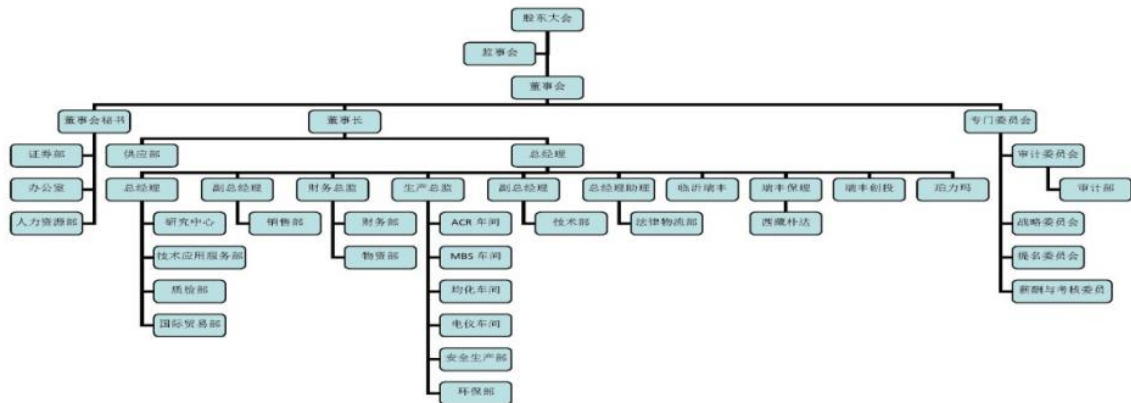 股东大会
监事会
董事会
董事会秘书
董事长
专门委员会
证券部
供应部
总经理
审计委员会
办公室
总经理
副总经理
财务总监
生产总监
副总经理
总经理助理
临沂瑞丰
瑞丰保理
瑞丰创投
珀力玛
审计部
人力资源部
研究中心
销售部
财务部
ACR 车间
技术部
法律物流部
西藏朴达
战略委员会
技术应用服务部
物资部
MBS 车间
提名委员会
质检部
均化车间
薪酬与考核委员
国际贸易部
电仪车间
安全生产部
环保部